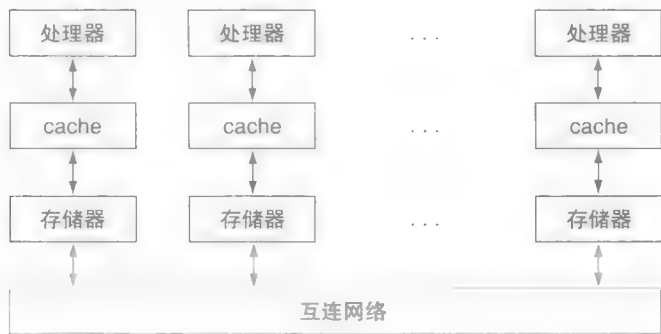 处理器 处理器 ... 处理器
cache cache ... cache
存储器 存储器 ... 存储器
互连网络